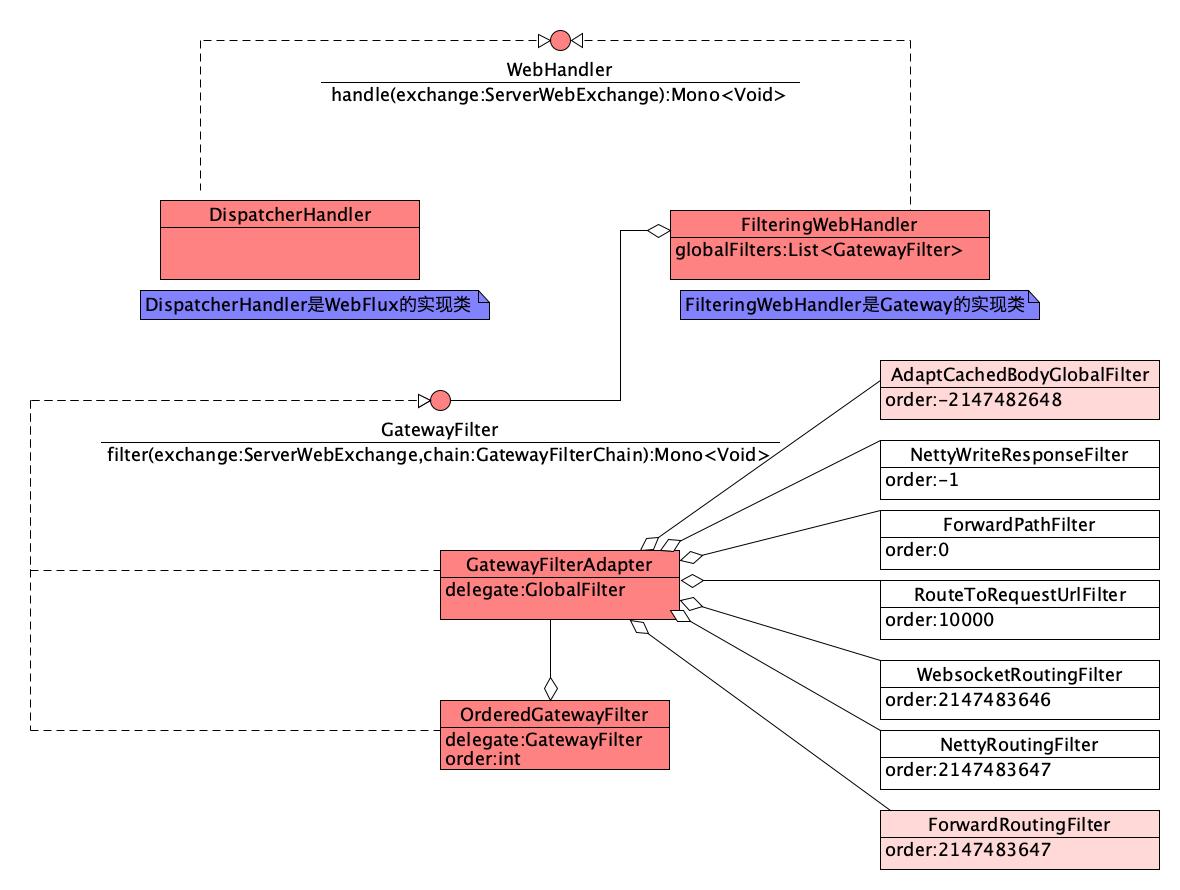 WebHandler
handle(exchange:ServerWebExchange):Mono<Void>
DispatcherHandler
DispatcherHandler是WebFlux的实现类
FilteringWebHandler
globalFilters:List<GatewayFilter>
FilteringWebHandler是Gateway的实现类
GatewayFilter
filter(exchange:ServerWebExchange,chain:GatewayFilterChain):Mono<Void>
GatewayFilterAdapter
delegate:GlobalFilter
OrderedGatewayFilter
delegate:GatewayFilter
order:int
AdaptCachedBodyGlobalFilter
order:-2147482648
NettyWriteResponseFilter
order:-1
ForwardPathFilter
order:0
RouteToRequestUrlFilter
order:10000
WebsocketRoutingFilter
order:2147483646
NettyRoutingFilter
order:2147483647
ForwardRoutingFilter
order:2147483647